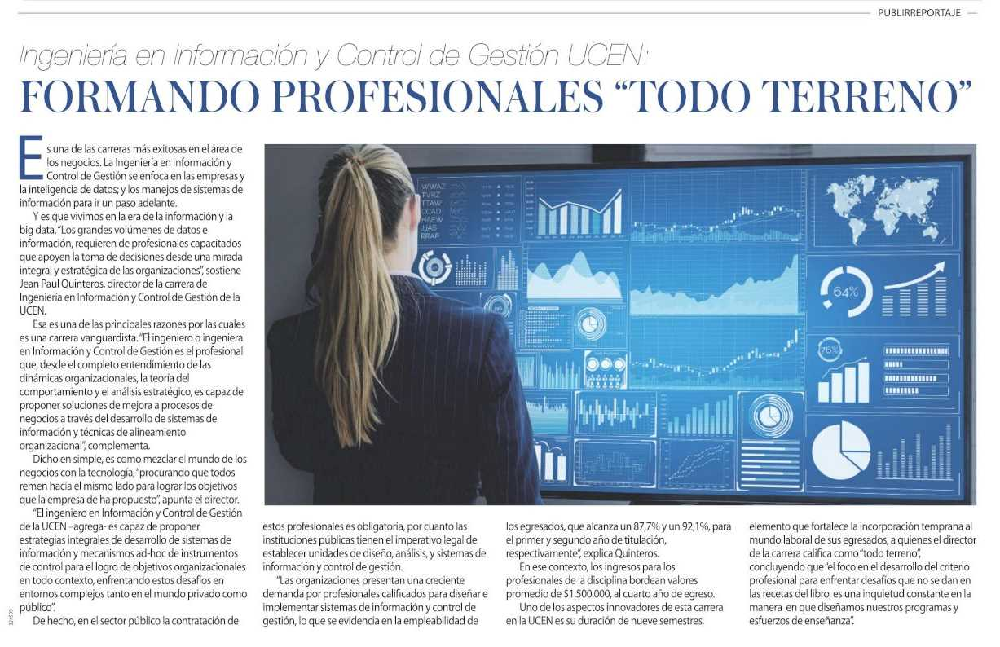 PUBLIRREPORTAJE
Ingeniería en Información y Control de Gestión UCEN:
FORMANDO PROFESIONALES “TODO TERRENO”
Es una de las carreras más exitosas en el área de
los negocios. La Ingeniería en Información y
Control de Gestión se enfoca en las empresas y
la inteligencia de datos; y los manejos de sistemas de
información para ir un paso adelante.
Y es que vivimos en la era de la información y la
big data. “Los grandes volúmenes de datos e
información, requieren de profesionales capacitados
que apoyen la toma de decisiones desde una mirada
integral y estratégica de las organizaciones”, sostiene
Jean Paul Quinteros, director de la carrera de
Ingeniería en Información y Control de Gestión de la
UCEN.
Esa es una de las principales razones por las cuales
es una carrera vanguardista. “El ingeniero o ingeniera
en Información y Control de Gestión es el profesional
que, desde el completo entendimiento de las
dinámicas organizacionales, la teoría del
comportamiento y el análisis estratégico, es capaz de
proponer soluciones de mejora a procesos de
negocios a través del desarrollo de sistemas de
información y técnicas de alineamiento
organizacional”, complementa.
Dicho en simple, es como mezclar el mundo de los
negocios con la tecnología, “procurando que todos
remen hacia el mismo lado para lograr los objetivos
que la empresa de ha propuesto”, apunta el director.
“El ingeniero en Información y Control de Gestión
de la UCEN –agrega- es capaz de proponer
estrategias integrales de desarrollo de sistemas de
información y mecanismos ad-hoc de instrumentos
de control para el logro de objetivos organizacionales
en todo contexto, enfrentando estos desafíos en
entornos complejos tanto en el mundo privado como
público”.
De hecho, en el sector público la contratación de
estos profesionales es obligatoria, por cuanto las
instituciones públicas tienen el imperativo legal de
establecer unidades de diseño, análisis, y sistemas de
información y control de gestión.
“Las organizaciones presentan una creciente
demanda por profesionales calificados para diseñar e
implementar sistemas de información y control de
gestión, lo que se evidencia en la empleabilidad de
los egresados, que alcanza un 87,7% y un 92,1%, para
el primer y segundo año de titulación,
respectivamente”, explica Quinteros.
En ese contexto, los ingresos para los
profesionales de la disciplina bordean valores
promedio de $1.500.000, al cuarto año de egreso.
Uno de los aspectos innovadores de esta carrera
en la UCEN es su duración de nueve semestres,
elemento que fortalece la incorporación temprana al
mundo laboral de sus egresados, a quienes el director
de la carrera califica como “todo terreno”,
concluyendo que “el foco en el desarrollo del criterio
profesional para enfrentar desafíos que no se dan en
las recetas del libro, es una inquietud constante en la
manera en que diseñamos nuestros programas y
esfuerzos de enseñanza”.
WWAZ
TVRZ
TTAW
CCAD
HAEW
JJAS
RRAP
64%
76%